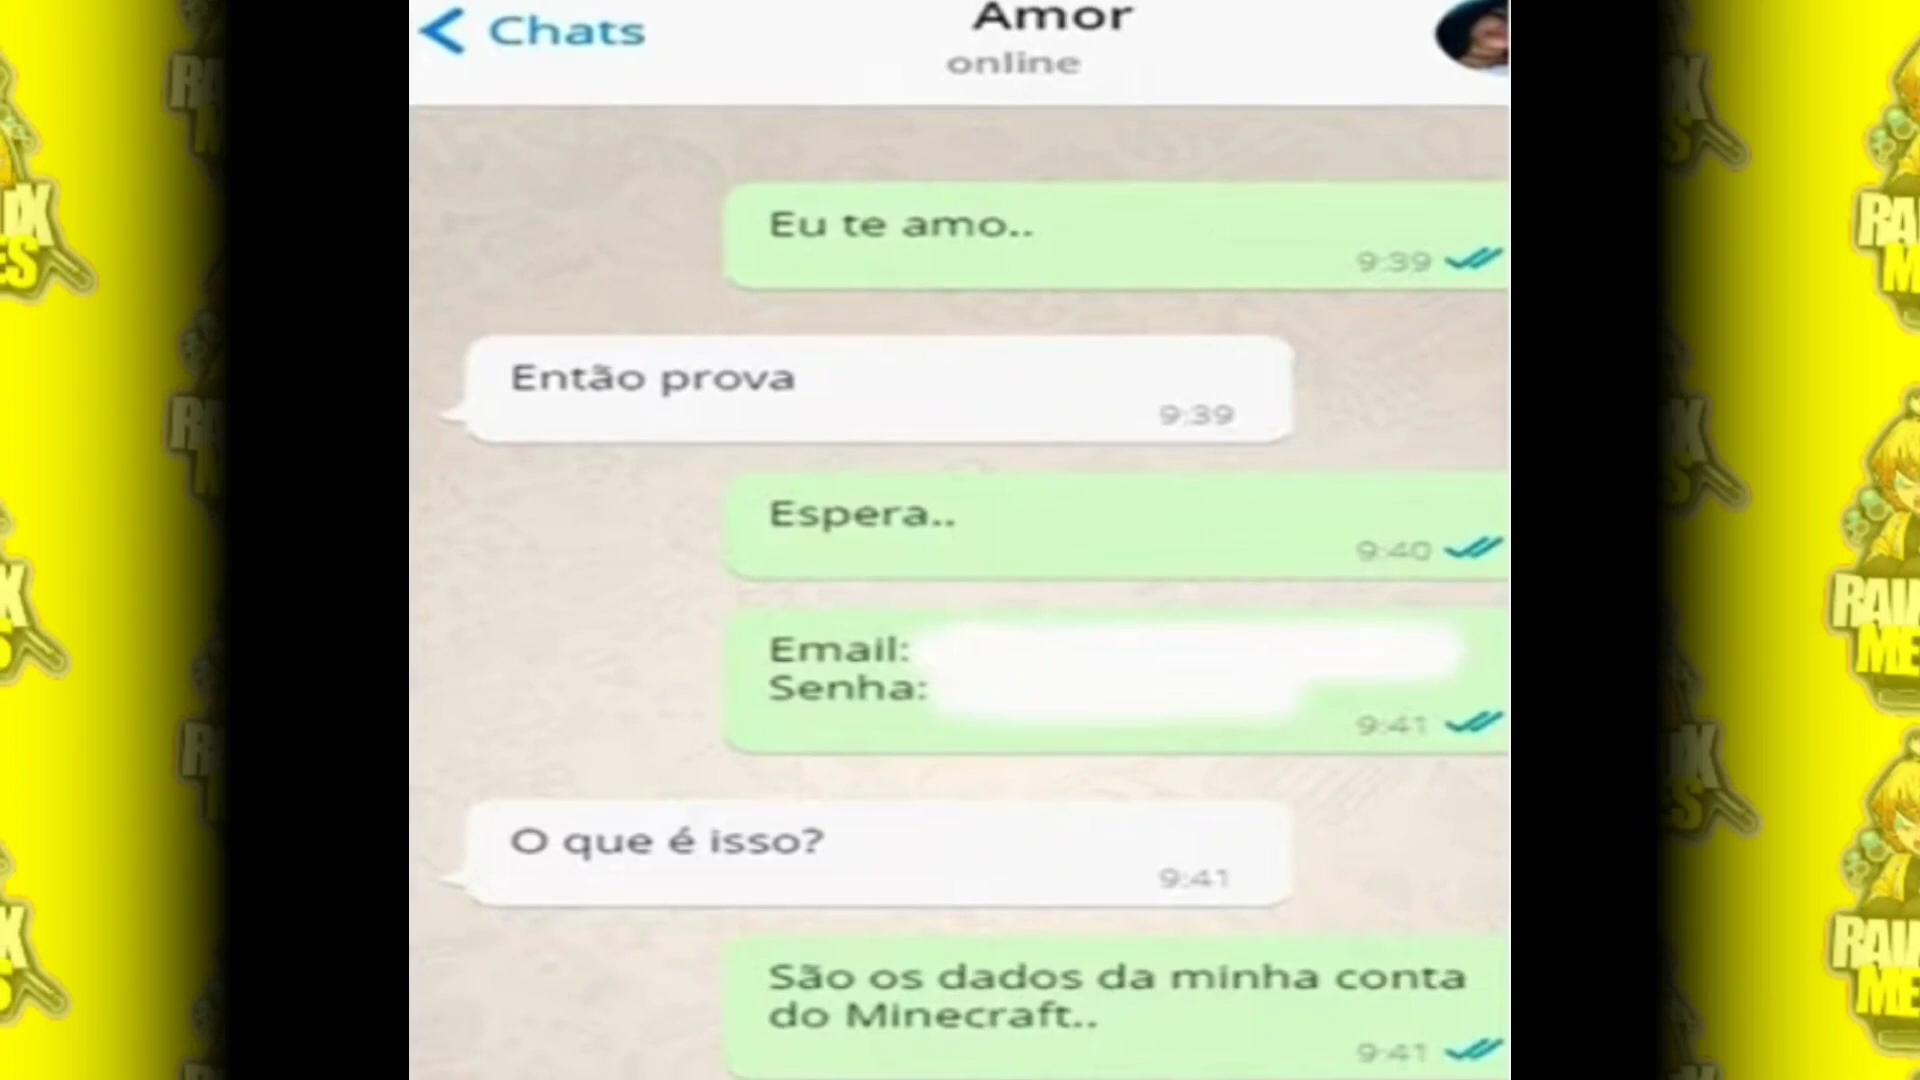 Chats
Amor
online
Eu te amo..
9:39
Então prova
9:39
Espera..
9:40
Email:
Senha:
9:41
O que é isso?
9:41
São os dados da minha conta
do Minecraft..
9:41